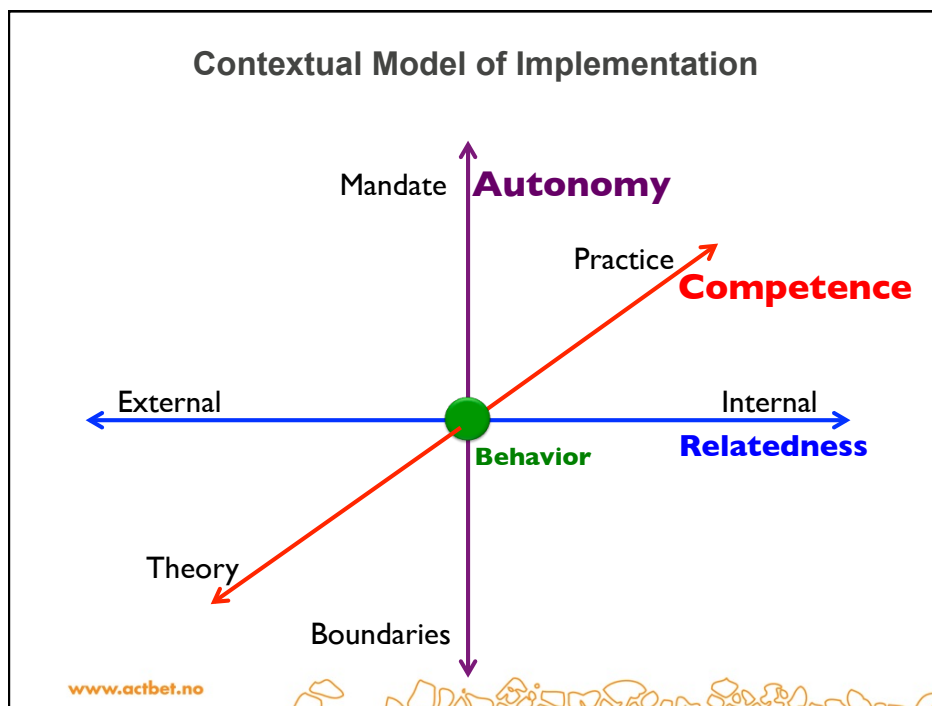 Contextual Model of Implementation
Mandate
Autonomy
Practice
Competence
External
Internal
Behavior
Relatedness
Theory
Boundaries
www.actbet.no